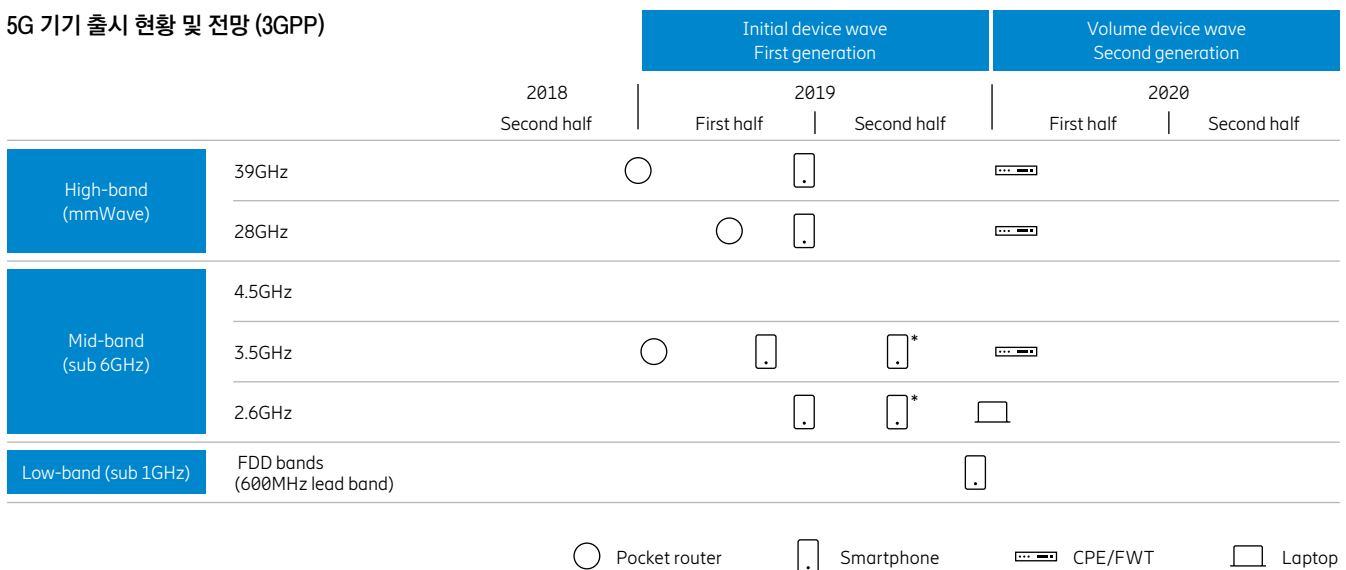 5G 기기 출시 현황 및 전망 (3GPP)
Initial device wave
First generation
Volume device wave
Second generation
2018
2019
2020
Second half
First half
Second half
First half
Second half
High-band
(mmWave)
39GHz
28GHz
Mid-band
(sub 6GHz)
4.5GHz
3.5GHz
*
2.6GHz
*
Low-band (sub 1GHz)
FDD bands
(600MHz lead band)
Pocket router
Smartphone
CPE/FWT
Laptop